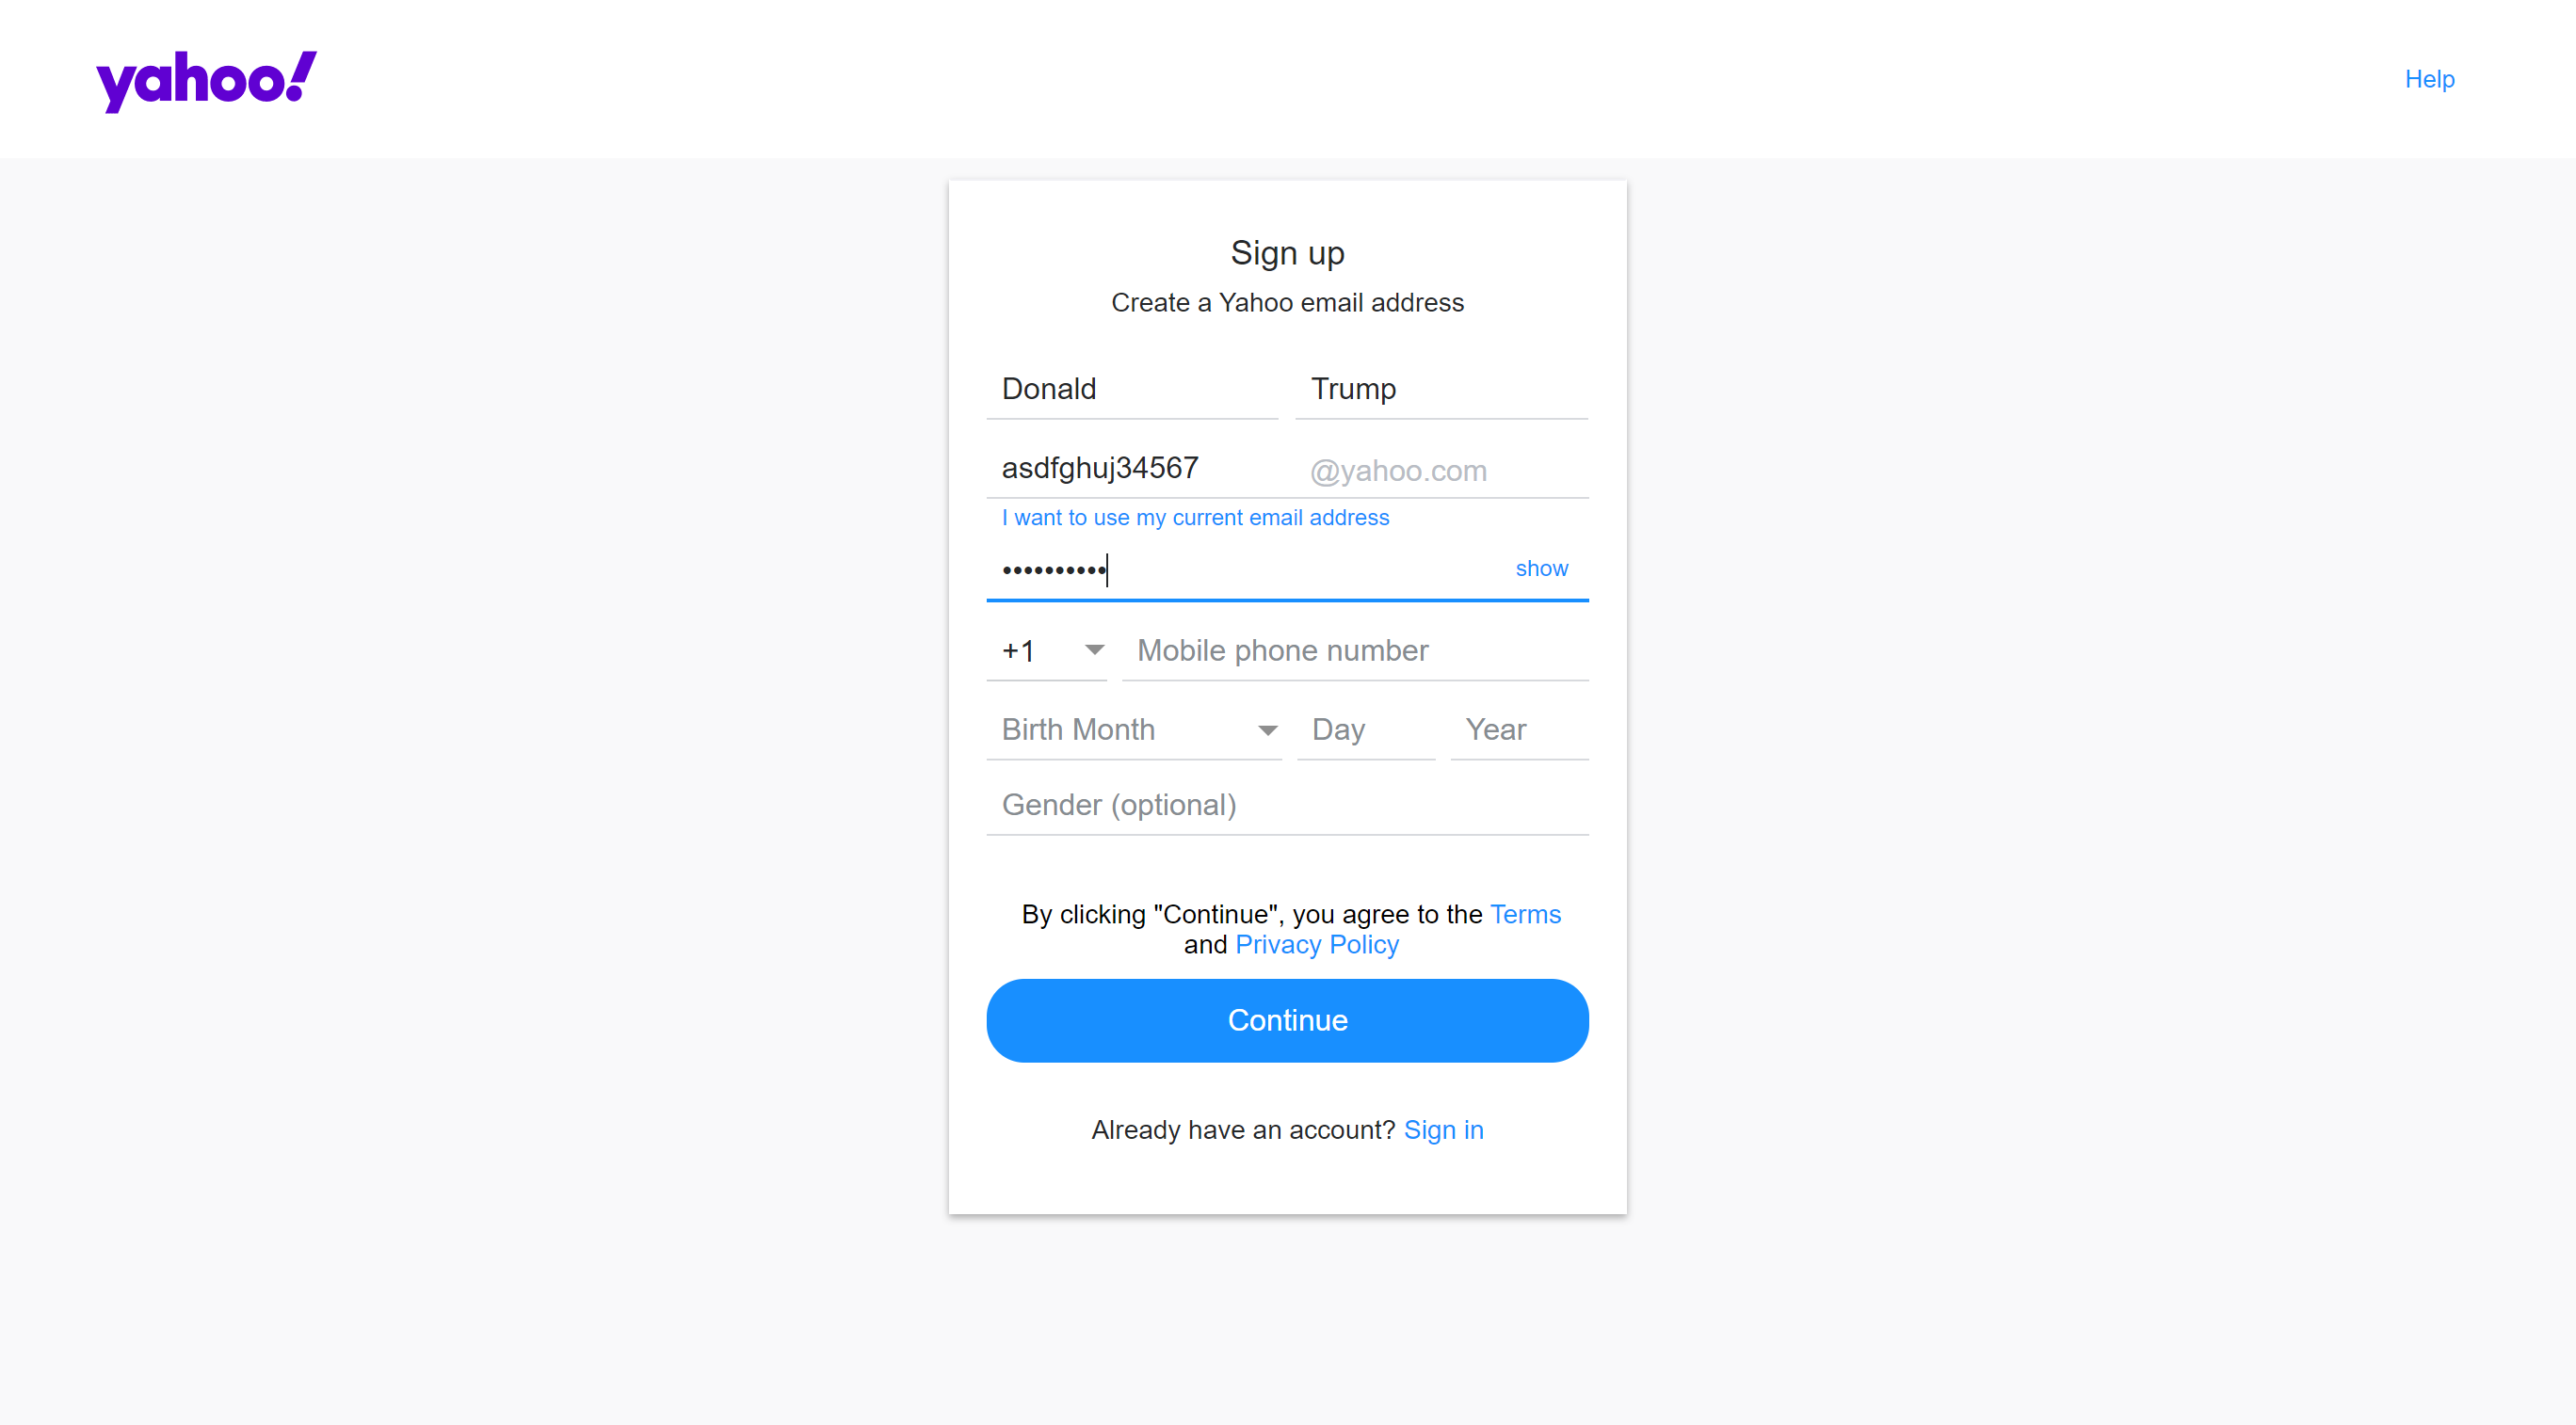 yahoo!
Help
Sign up
Create a Yahoo email address
Donald Trump
asdfghuj34567 @yahoo.com
I want to use my current email address
•••••••••• show
+1 Mobile phone number
Birth Month Day Year
Gender (optional)
By clicking "Continue", you agree to the Terms
and Privacy Policy
Continue
Already have an account? Sign in